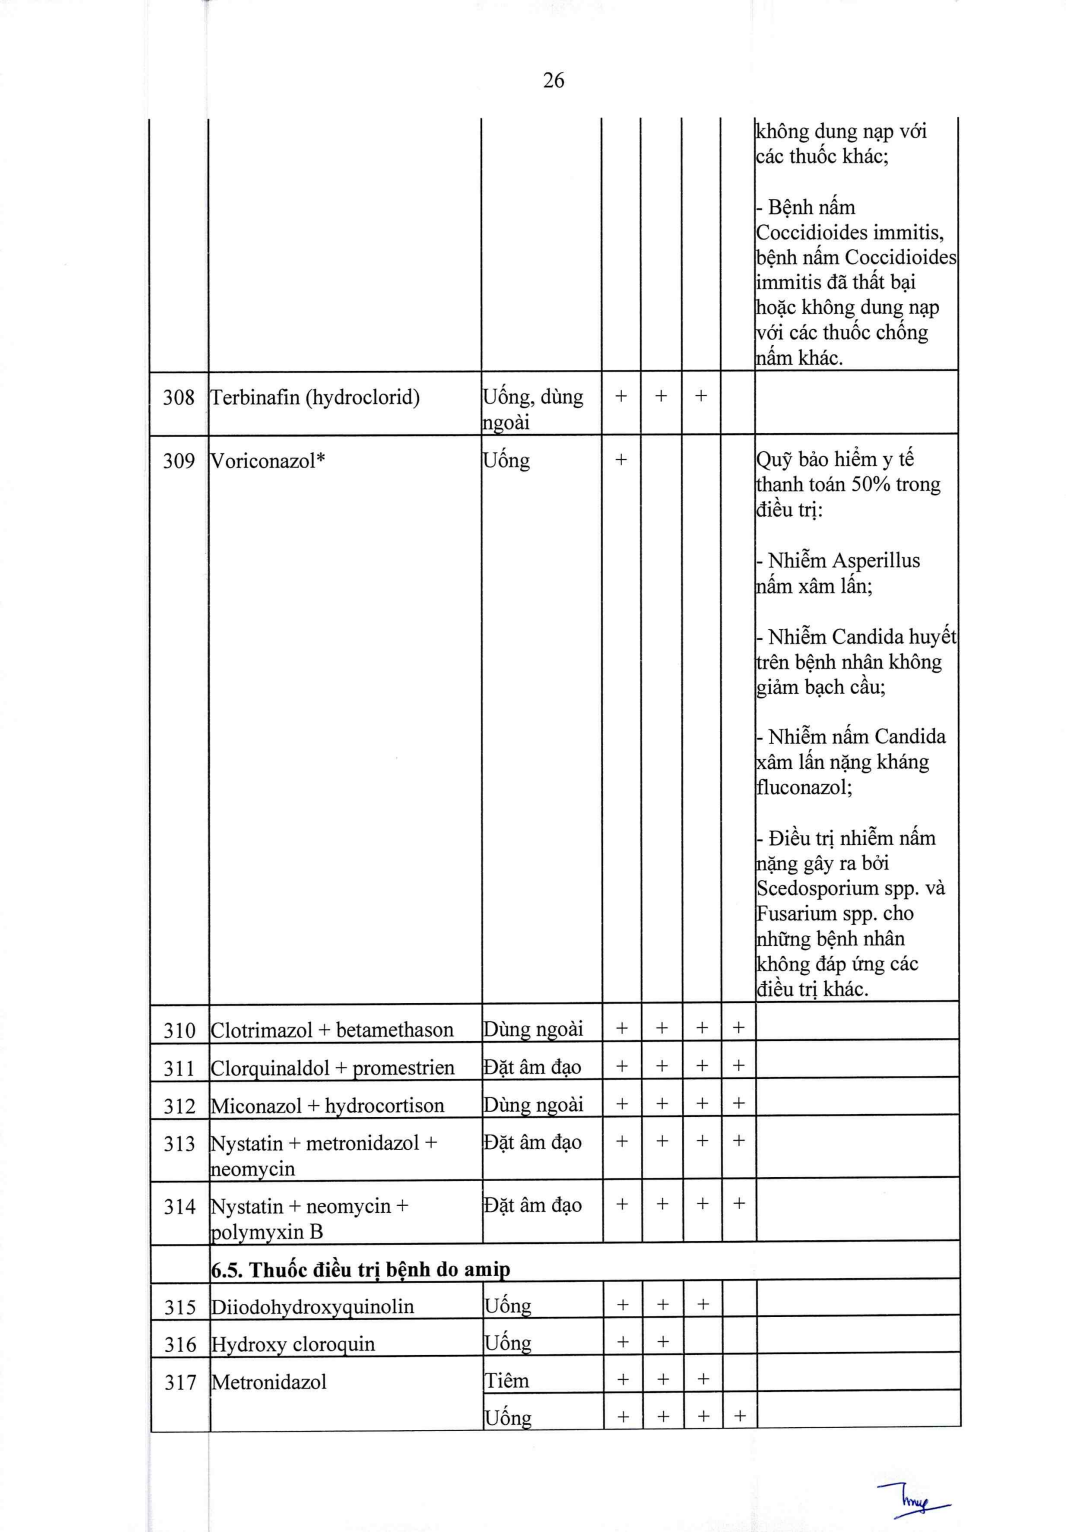 26
không dung nạp với
các thuốc khác;
- Bệnh nấm
Coccidioides immitis,
bệnh nấm Coccidioides
immitis đã thất bại
hoặc không dung nạp
với các thuốc chống
nấm khác.
308 Terbinafin (hydroclorid) Uống, dùng + + +
ngoài
309 Voriconazol* Uống + Quỹ bảo hiểm y tế
thanh toán 50% trong
điều trị:
- Nhiễm Asperillus
nấm xâm lấn;
- Nhiễm Candida huyết
trên bệnh nhân không
giảm bạch cầu;
- Nhiễm nấm Candida
xâm lấn nặng kháng
fluconazol;
- Điều trị nhiễm nấm
nặng gây ra bởi
Scedosporium spp. và
Fusarium spp. cho
những bệnh nhân
không đáp ứng các
điều trị khác.
310 Clotrimazol + betamethason Dùng ngoài + + + +
311 Clorquinaldol + promestrien Đặt âm đạo + + + +
312 Miconazol + hydrocortison Dùng ngoài + + + +
313 Nystatin + metronidazol + Đặt âm đạo + + + +
neomycin
314 Nystatin + neomycin + Đặt âm đạo + + + +
polymyxin B
6.5. Thuốc điều trị bệnh do amip
315 Diiodohydroxyquinolin Uống + + +
316 Hydroxy cloroquin Uống + +
317 Metronidazol Tiêm + + +
Uống + + + +